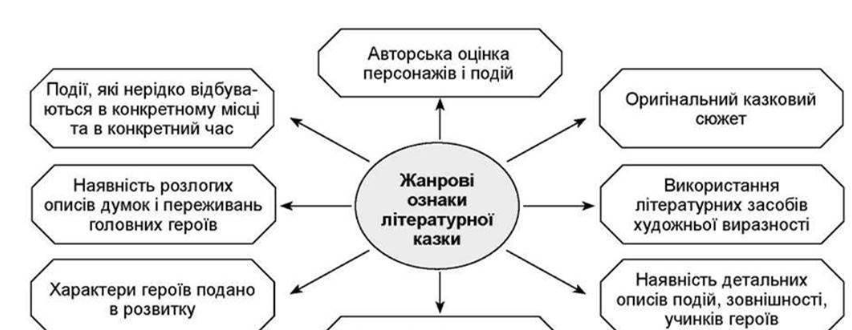 Авторська оцінка
персонажів і подій
Події, які нерідко відбува-
ються в конкретному місці
та в конкретний час
Оригінальний казковий
сюжет
Жанрові
ознаки
літературної
казки
Наявність розлогих
описів думок і переживань
головних героїв
Використання
літературних засобів
художньої виразності
Характери героїв подано
в розвитку
Наявність детальних
описів подій, зовнішності,
учинків героїв